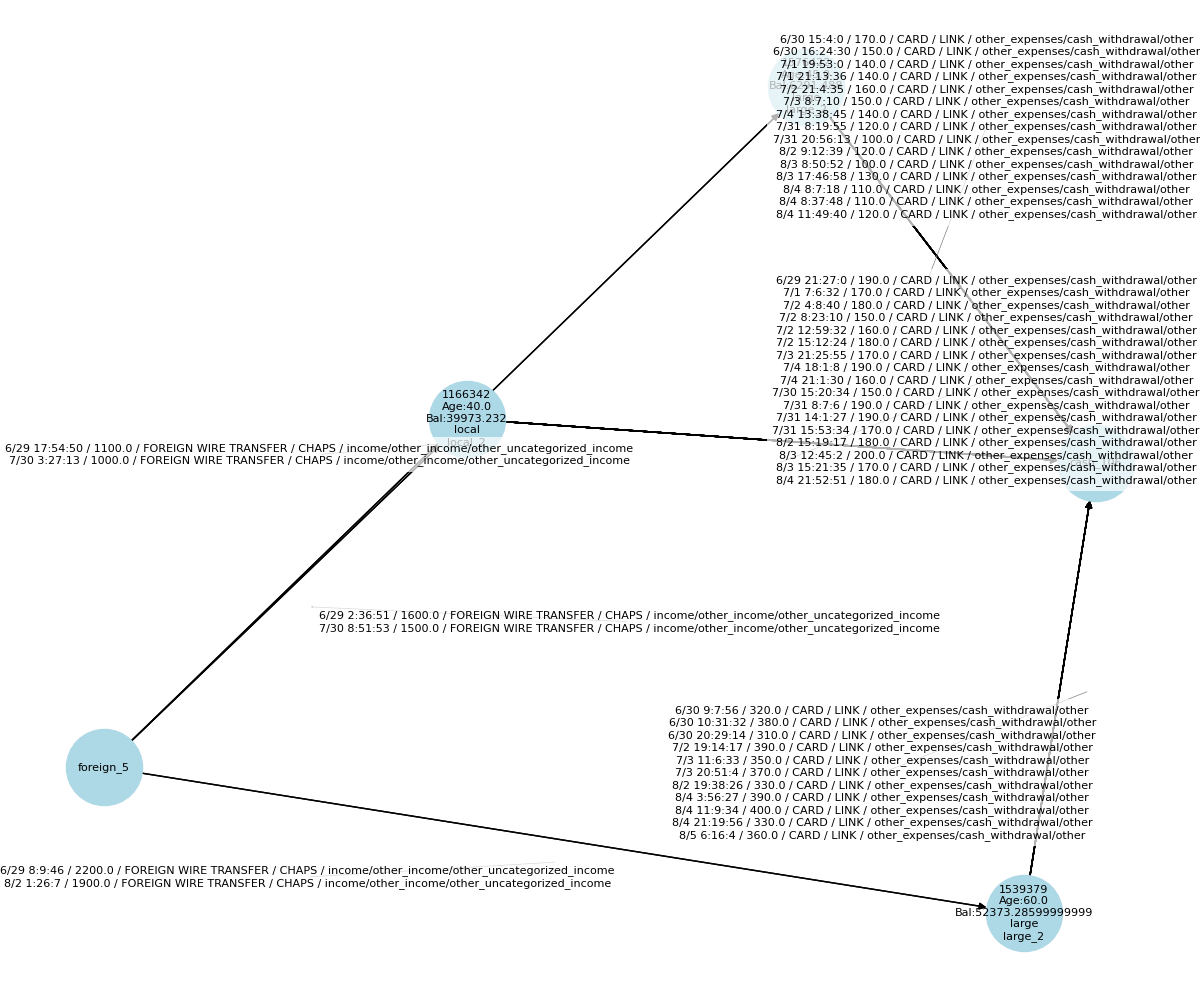 6/30 15:4:0 / 170.0 / CARD / LINK / other_expenses/cash_withdrawal/other
6/30 16:24:30 / 150.0 / CARD / LINK / other_expenses/cash_withdrawal/other
7/1 19:53:0 / 140.0 / CARD / LINK / other_expenses/cash_withdrawal/other
7/1 21:13:36 / 140.0 / CARD / LINK / other_expenses/cash_withdrawal/other
7/2 21:4:35 / 160.0 / CARD / LINK / other_expenses/cash_withdrawal/other
7/3 8:7:10 / 150.0 / CARD / LINK / other_expenses/cash_withdrawal/other
7/4 13:38:45 / 140.0 / CARD / LINK / other_expenses/cash_withdrawal/other
7/31 8:19:55 / 120.0 / CARD / LINK / other_expenses/cash_withdrawal/other
7/31 20:56:13 / 100.0 / CARD / LINK / other_expenses/cash_withdrawal/other
8/2 9:12:39 / 120.0 / CARD / LINK / other_expenses/cash_withdrawal/other
8/3 8:50:52 / 100.0 / CARD / LINK / other_expenses/cash_withdrawal/other
8/3 17:46:58 / 130.0 / CARD / LINK / other_expenses/cash_withdrawal/other
8/4 8:7:18 / 110.0 / CARD / LINK / other_expenses/cash_withdrawal/other
8/4 8:37:48 / 110.0 / CARD / LINK / other_expenses/cash_withdrawal/other
8/4 11:49:40 / 120.0 / CARD / LINK / other_expenses/cash_withdrawal/other
6/29 21:27:0 / 190.0 / CARD / LINK / other_expenses/cash_withdrawal/other
7/1 7:6:32 / 170.0 / CARD / LINK / other_expenses/cash_withdrawal/other
7/2 4:8:40 / 180.0 / CARD / LINK / other_expenses/cash_withdrawal/other
7/2 8:23:10 / 150.0 / CARD / LINK / other_expenses/cash_withdrawal/other
7/2 12:59:32 / 160.0 / CARD / LINK / other_expenses/cash_withdrawal/other
7/2 15:12:24 / 180.0 / CARD / LINK / other_expenses/cash_withdrawal/other
7/3 21:25:55 / 170.0 / CARD / LINK / other_expenses/cash_withdrawal/other
7/4 18:1:8 / 190.0 / CARD / LINK / other_expenses/cash_withdrawal/other
7/4 21:1:30 / 160.0 / CARD / LINK / other_expenses/cash_withdrawal/other
7/30 15:20:34 / 150.0 / CARD / LINK / other_expenses/cash_withdrawal/other
7/31 8:7:6 / 190.0 / CARD / LINK / other_expenses/cash_withdrawal/other
7/31 14:1:27 / 190.0 / CARD / LINK / other_expenses/cash_withdrawal/other
7/31 15:53:34 / 170.0 / CARD / LINK / other_expenses/cash_withdrawal/other
8/2 15:19:17 / 180.0 / CARD / LINK / other_expenses/cash_withdrawal/other
8/3 12:45:2 / 200.0 / CARD / LINK / other_expenses/cash_withdrawal/other
8/3 15:21:35 / 170.0 / CARD / LINK / other_expenses/cash_withdrawal/other
8/4 21:52:51 / 180.0 / CARD / LINK / other_expenses/cash_withdrawal/other
1166342
Age:40.0
Bal:39973.232
local
local_2
6/29 17:54:50 / 1100.0 / FOREIGN WIRE TRANSFER / CHAPS / income/other_income/other_uncategorized_income
7/30 3:27:13 / 1000.0 / FOREIGN WIRE TRANSFER / CHAPS / income/other_income/other_uncategorized_income
6/29 2:36:51 / 1600.0 / FOREIGN WIRE TRANSFER / CHAPS / income/other_income/other_uncategorized_income
7/30 8:51:53 / 1500.0 / FOREIGN WIRE TRANSFER / CHAPS / income/other_income/other_uncategorized_income
6/30 9:7:56 / 320.0 / CARD / LINK / other_expenses/cash_withdrawal/other
6/30 10:31:32 / 380.0 / CARD / LINK / other_expenses/cash_withdrawal/other
6/30 20:29:14 / 310.0 / CARD / LINK / other_expenses/cash_withdrawal/other
7/2 19:14:17 / 390.0 / CARD / LINK / other_expenses/cash_withdrawal/other
7/3 11:6:33 / 350.0 / CARD / LINK / other_expenses/cash_withdrawal/other
7/3 20:51:4 / 370.0 / CARD / LINK / other_expenses/cash_withdrawal/other
8/2 19:38:26 / 330.0 / CARD / LINK / other_expenses/cash_withdrawal/other
8/4 3:56:27 / 390.0 / CARD / LINK / other_expenses/cash_withdrawal/other
8/4 11:9:34 / 400.0 / CARD / LINK / other_expenses/cash_withdrawal/other
8/4 21:19:56 / 330.0 / CARD / LINK / other_expenses/cash_withdrawal/other
8/5 6:16:4 / 360.0 / CARD / LINK / other_expenses/cash_withdrawal/other
foreign_5
6/29 8:9:46 / 2200.0 / FOREIGN WIRE TRANSFER / CHAPS / income/other_income/other_uncategorized_income
8/2 1:26:7 / 1900.0 / FOREIGN WIRE TRANSFER / CHAPS / income/other_income/other_uncategorized_income
1539379
Age:60.0
Bal:52373.28599999999
large
large_2